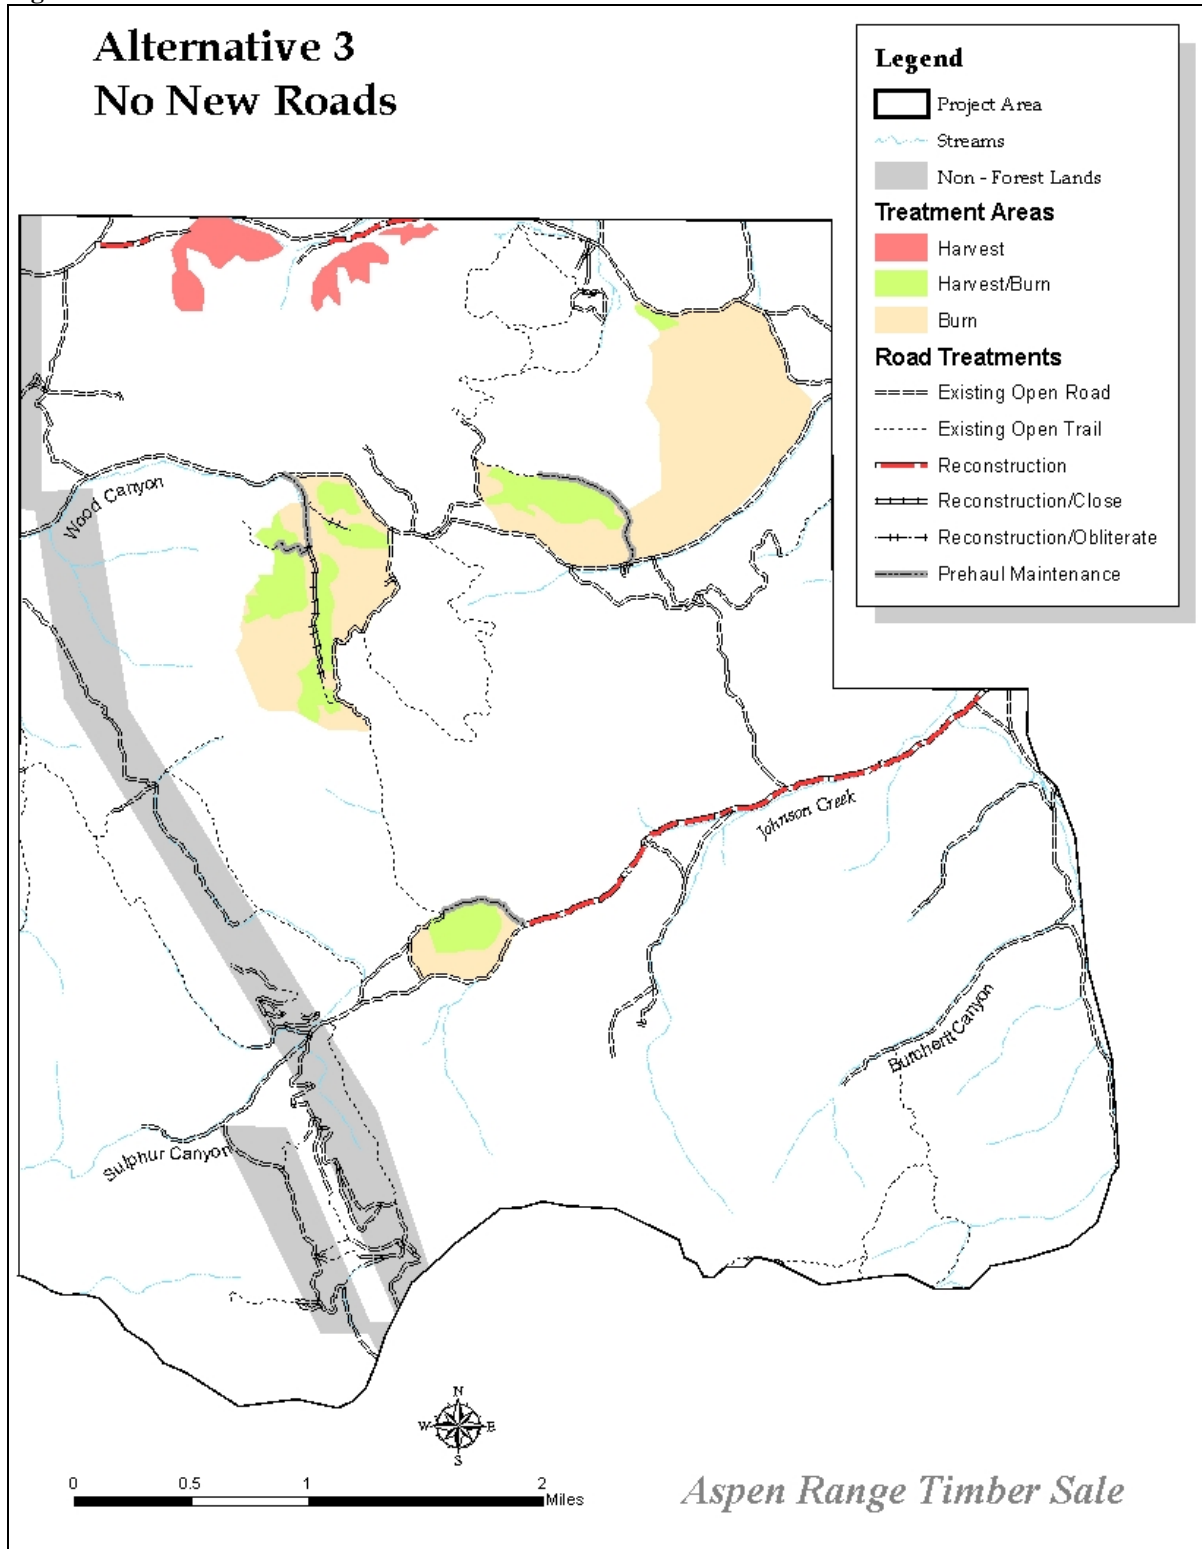 Alternative 3
No New Roads
Legend
Project Area
Streams
Non - Forest Lands
Treatment Areas
Harvest
Harvest/Burn
Burn
Road Treatments
Existing Open Road
Existing Open Trail
Reconstruction
Reconstruction/Close
Reconstruction/Obliterate
Prehaul Maintenance
Wood Canyon
Johnson Creek
Burchertt Canyon
Sulphur Canyon
N
W E
S
0 0.5 1 2
Miles
Aspen Range Timber Sale